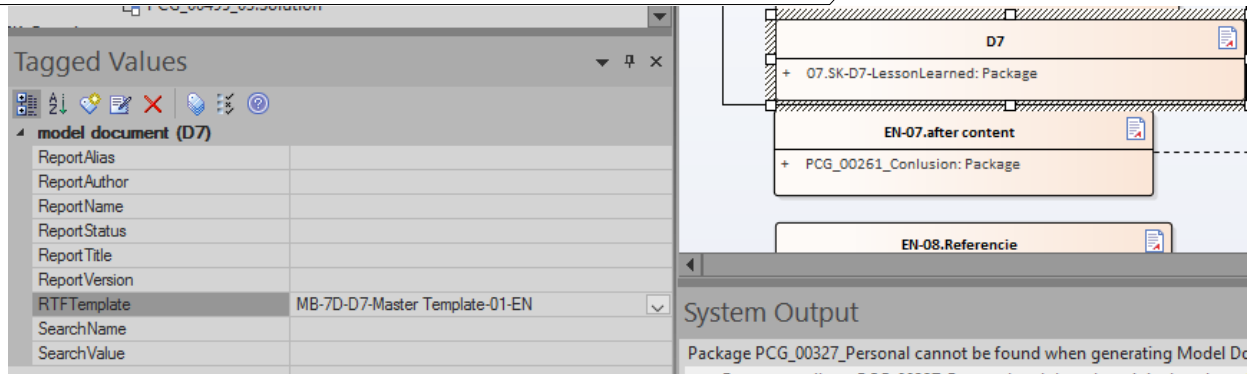 Tagged Values
model document (D7)
ReportAlias
ReportAuthor
ReportName
ReportStatus
ReportTitle
ReportVersion
RTFTemplate MB-7D-D7-Master Template-01-EN
SearchName
SearchValue
D7
+ 07.SK-D7-LessonLearned: Package
EN-07.after content
+ PCG_00261_Conlusion: Package
EN-08.Referencie
System Output
Package PCG_00327_Personal cannot be found when generating Model Do